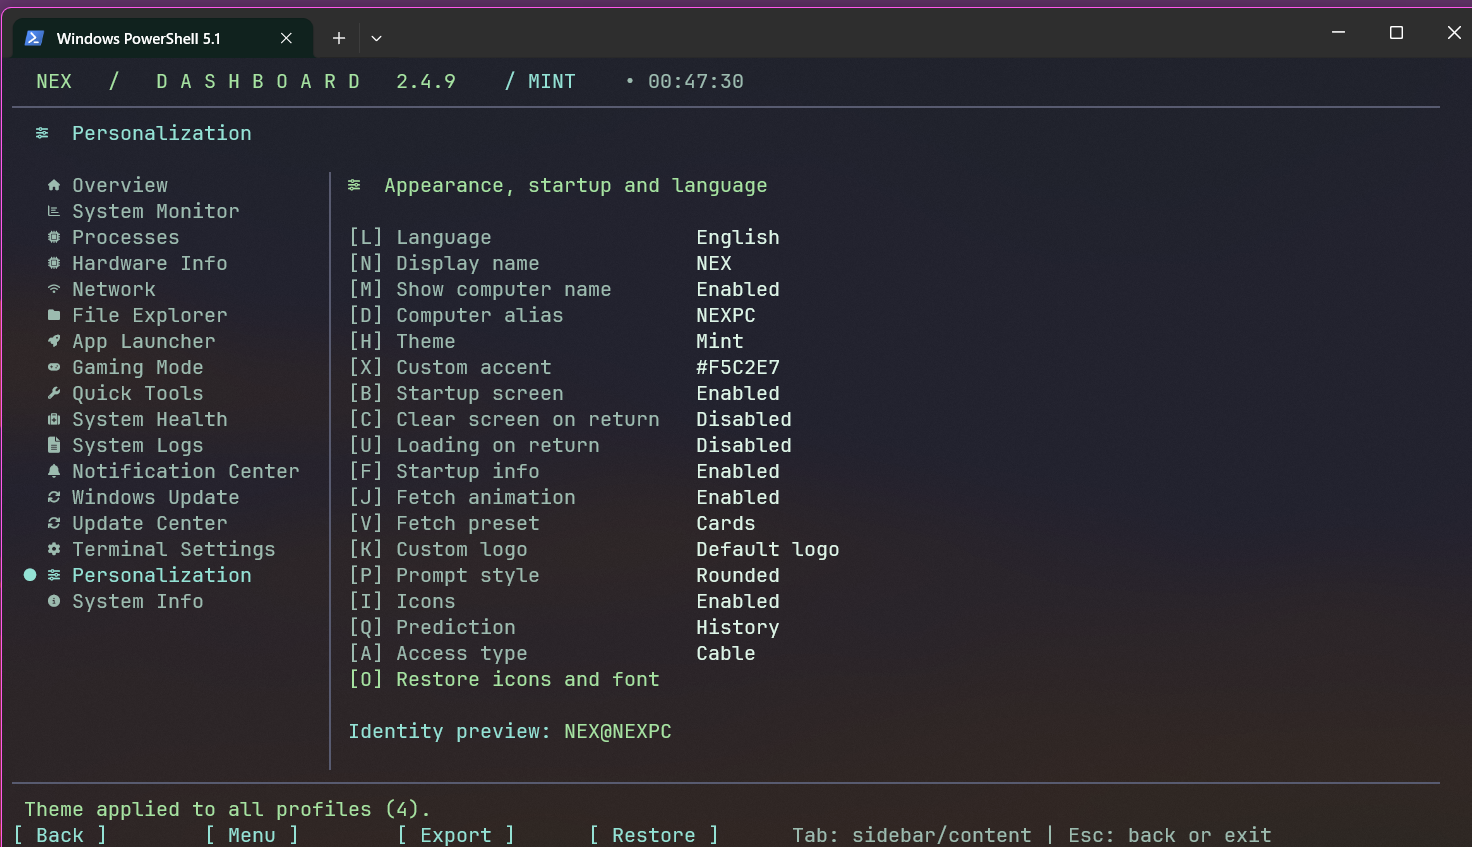 Windows PowerShell 5.1
NEX / D A S H B O A R D 2.4.9 / MINT • 00:47:30
Personalization
Overview
System Monitor
Processes
Hardware Info
Network
File Explorer
App Launcher
Gaming Mode
Quick Tools
System Health
System Logs
Notification Center
Windows Update
Update Center
Terminal Settings
Personalization
System Info
Appearance, startup and language
[L] Language English
[N] Display name NEX
[M] Show computer name Enabled
[D] Computer alias NEXPC
[H] Theme Mint
[X] Custom accent #F5C2E7
[B] Startup screen Enabled
[C] Clear screen on return Disabled
[U] Loading on return Disabled
[F] Startup info Enabled
[J] Fetch animation Enabled
[V] Fetch preset Cards
[K] Custom logo Default logo
[P] Prompt style Rounded
[I] Icons Enabled
[Q] Prediction History
[A] Access type Cable
[O] Restore icons and font
Identity preview: NEX@NEXPC
Theme applied to all profiles (4).
[ Back ] [ Menu ] [ Export ] [ Restore ] Tab: sidebar/content | Esc: back or exit